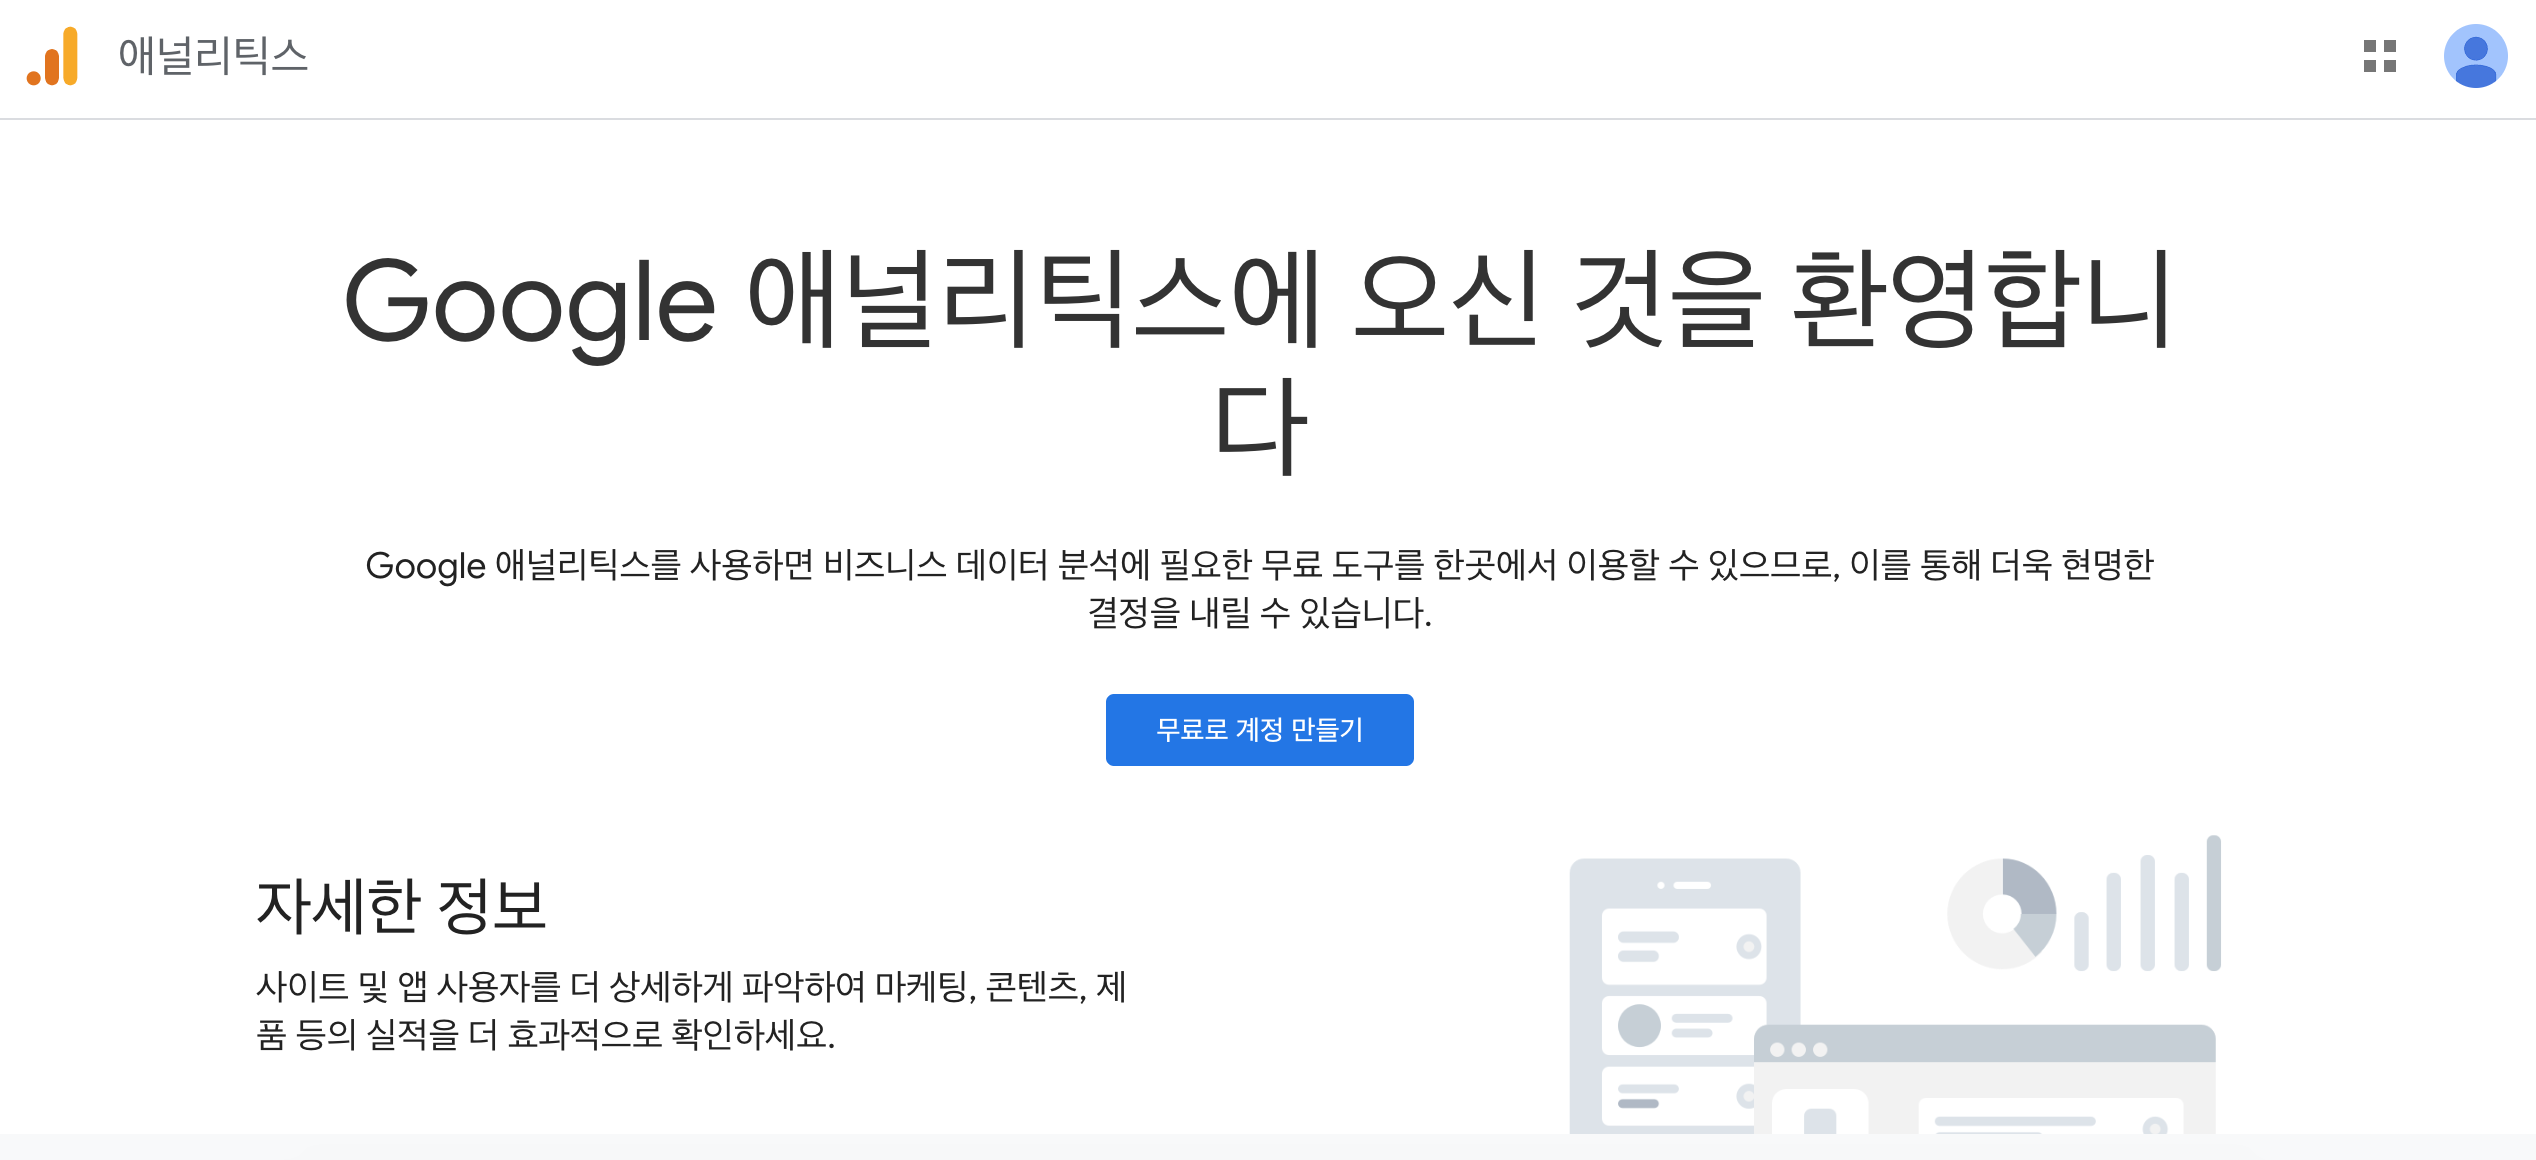 애널리틱스
Google 애널리틱스에 오신 것을 환영합니
다
Google 애널리틱스를 사용하면 비즈니스 데이터 분석에 필요한 무료 도구를 한곳에서 이용할 수 있으므로, 이를 통해 더욱 현명한
결정을 내릴 수 있습니다.
무료로 계정 만들기
자세한 정보
사이트 및 앱 사용자를 더 상세하게 파악하여 마케팅, 콘텐츠, 제
품 등의 실적을 더 효과적으로 확인하세요.